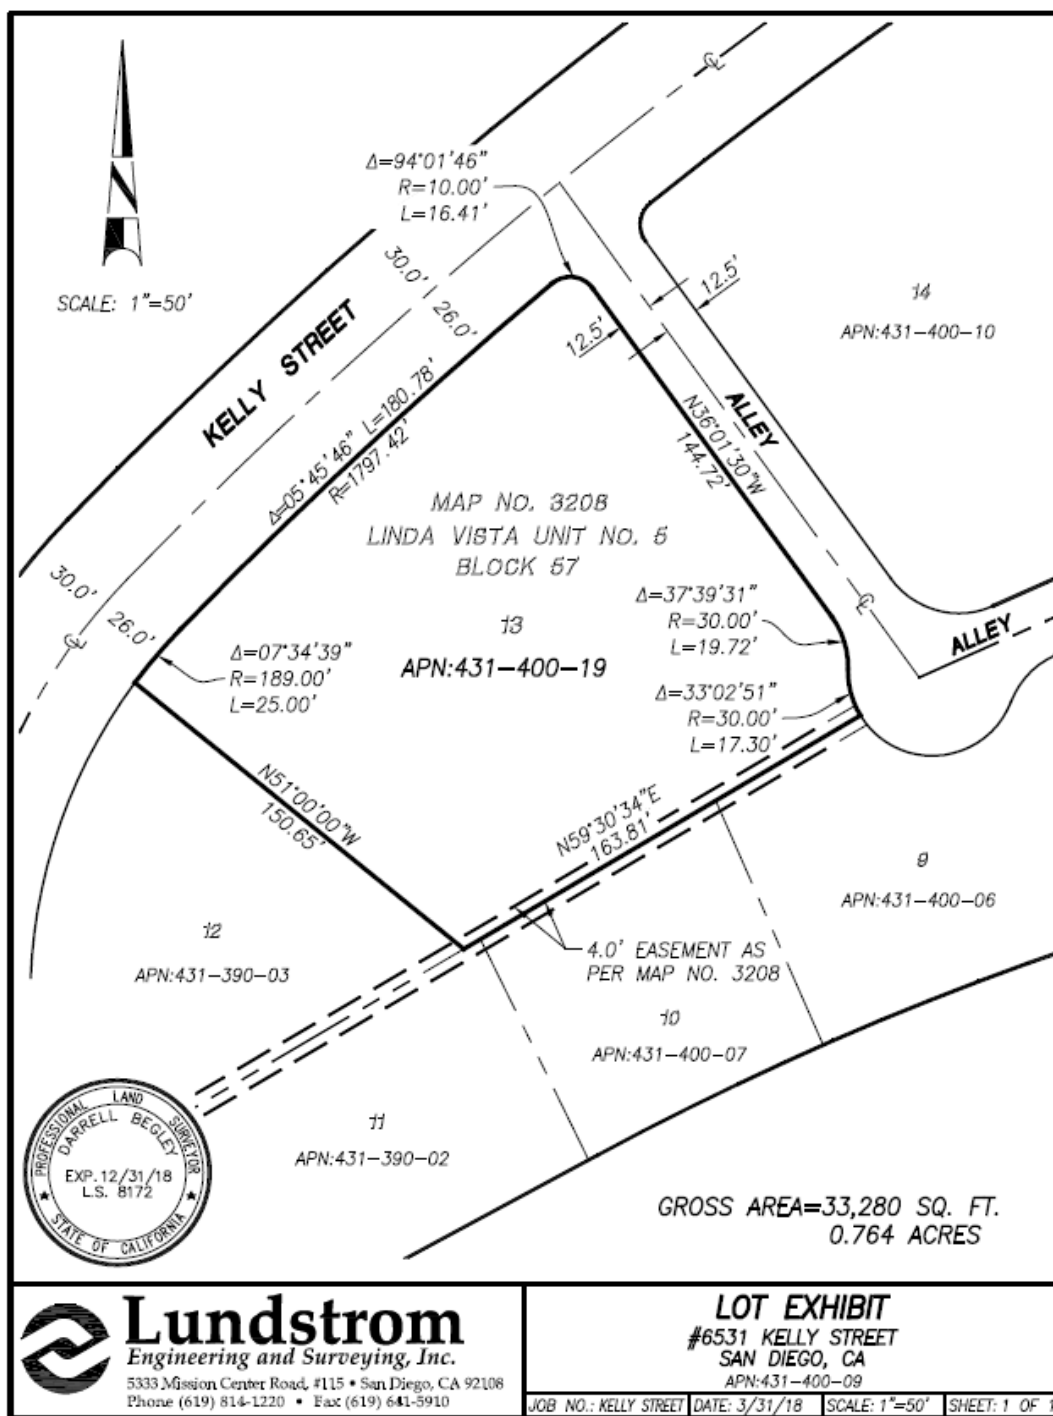 Δ=94°01'46"
R=10.00'
L=16.41'
SCALE: 1"=50'
30.0'
26.0'
KELLY STREET
12.5'
12.5'
14
APN:431-400-10
ALLEY
N36°01'30"W
144.72'
Δ=05°45'46" L=180.78'
R=1797.42'
MAP NO. 3208
LINDA VISTA UNIT NO. 5
BLOCK 57
13
APN:431-400-19
30.0'
26.0'
Δ=07°34'39"
R=189.00'
L=25.00'
Δ=37°39'31"
R=30.00'
L=19.72'
ALLEY
Δ=33°02'51"
R=30.00'
L=17.30'
N51°00'00"W
150.65'
N59°30'34"E
163.81'
9
APN:431-400-06
12
APN:431-390-03
4.0' EASEMENT AS
PER MAP NO. 3208
10
APN:431-400-07
11
APN:431-390-02
PROFESSIONAL LAND SURVEYOR
DARRELL BEGLEY
EXP. 12/31/18
L.S. 8172
STATE OF CALIFORNIA
GROSS AREA=33,280 SQ. FT.
0.764 ACRES
Lundstrom
Engineering and Surveying, Inc.
5333 Mission Center Road, #115 • San Diego, CA 92108
Phone (619) 814-1220 • Fax (619) 641-5910
LOT EXHIBIT
#6531 KELLY STREET
SAN DIEGO, CA
APN:431-400-09
JOB NO.: KELLY STREET DATE: 3/31/18 SCALE: 1"=50' SHEET: 1 OF 1